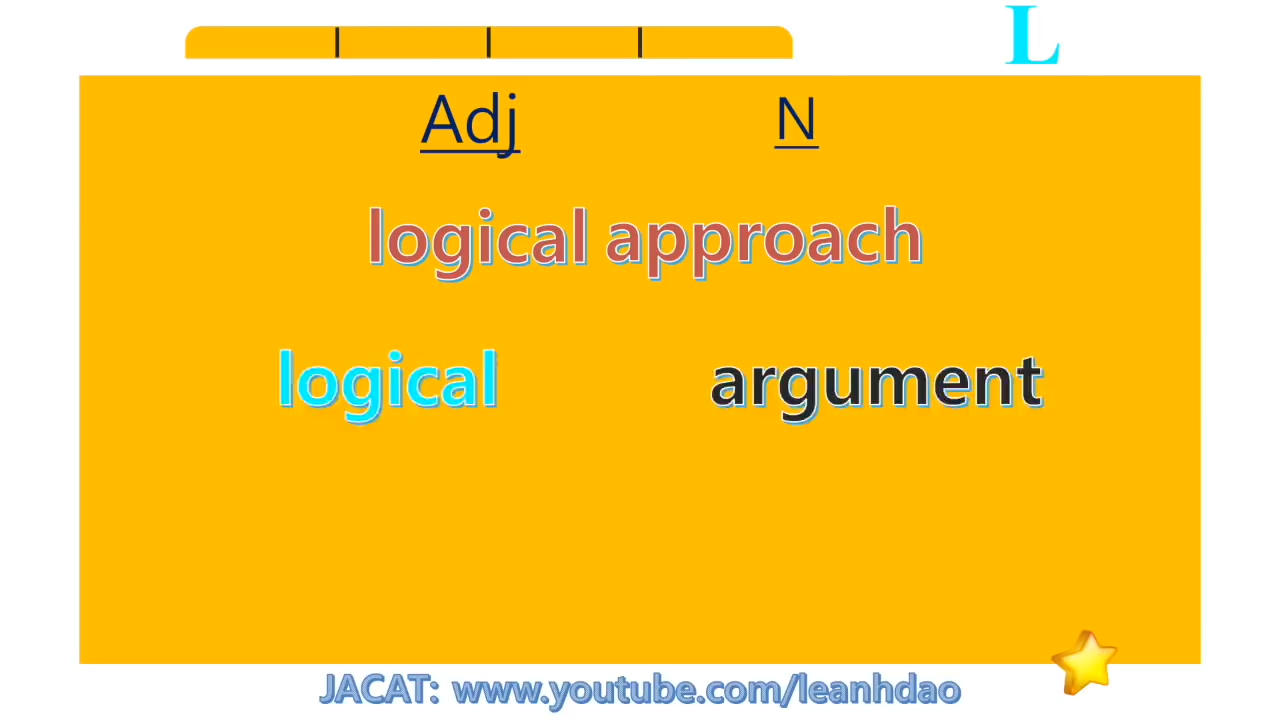 L
Adj N
logical approach
logical argument
JACAT: www.youtube.com/leanhdao